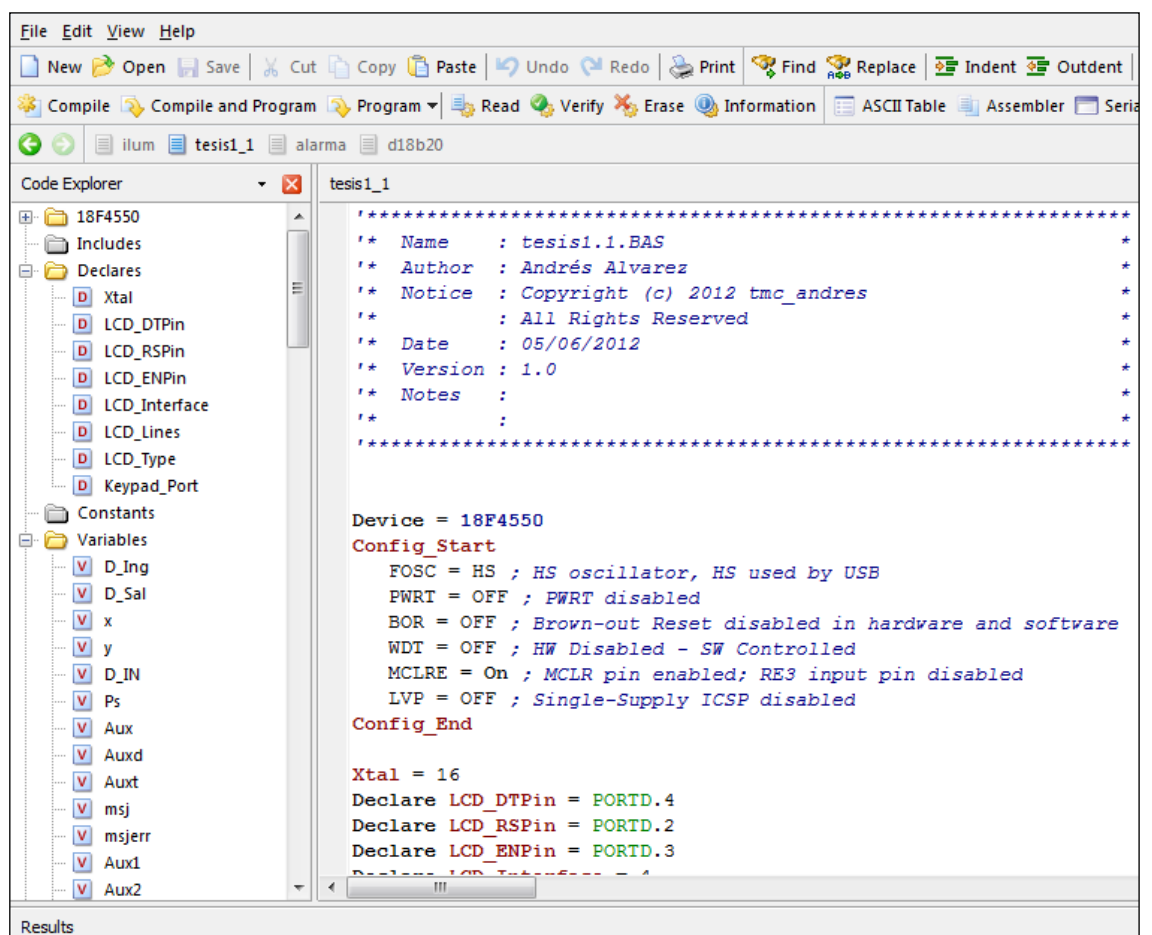 File Edit View Help
New Open Save Cut Copy Paste Undo Redo Print Find Replace Indent Outdent
Compile Compile and Program Program Read Verify Erase Information ASCII Table Assembler
ilum tesis1_1 alarma d18b20
Code Explorer
18F4550
Includes
Declares
D Xtal
D LCD_DTPin
D LCD_RSPin
D LCD_ENPin
D LCD_Interface
D LCD_Lines
D LCD_Type
D Keypad_Port
Constants
Variables
V D_Ing
V D_Sal
V x
V y
V D_IN
V Ps
V Aux
V Auxd
V Auxt
V msj
V msjerr
V Aux1
V Aux2
tesis1_1
'****************************************************************
'*  Name    : tesis1.1.BAS                                      *
'*  Author  : Andrés Alvarez                                    *
'*  Notice  : Copyright (c) 2012 tmc_andres                     *
'*          : All Rights Reserved                               *
'*  Date    : 05/06/2012                                        *
'*  Version : 1.0                                               *
'*  Notes   :                                                   *
'*          :                                                   *
'****************************************************************
Device = 18F4550
Config_Start
FOSC = HS ; HS oscillator, HS used by USB
PWRT = OFF ; PWRT disabled
BOR = OFF ; Brown-out Reset disabled in hardware and software
WDT = OFF ; HW Disabled - SW Controlled
MCLRE = On ; MCLR pin enabled; RE3 input pin disabled
LVP = OFF ; Single-Supply ICSP disabled
Config_End
Xtal = 16
Declare LCD_DTPin = PORTD.4
Declare LCD_RSPin = PORTD.2
Declare LCD_ENPin = PORTD.3
Declare LCD_Interface = 4
Results